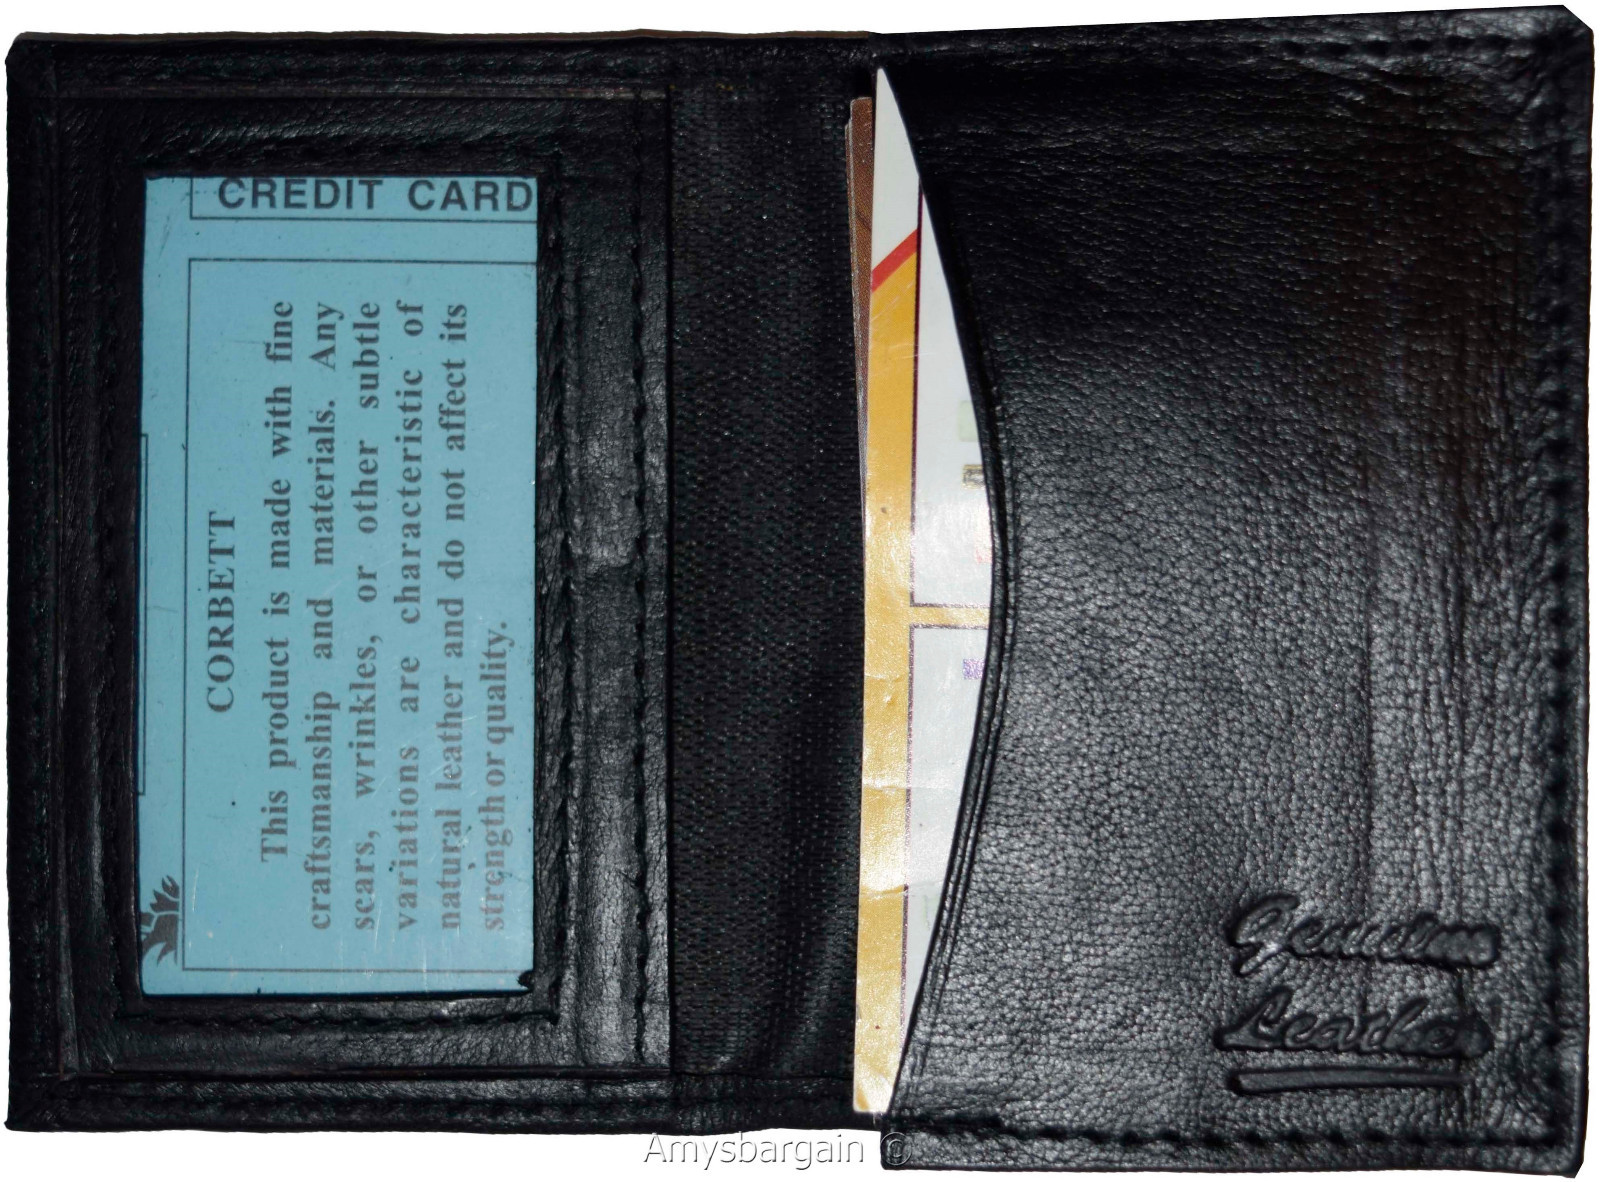 CREDIT CARD
CORBETT
This product is made with fine
craftsmanship and materials. Any
scars, wrinkles, or other subtle
variations are characteristic of
natural leather and do not affect its
strength or quality.
Genuine
Leather
Amysbargain ©